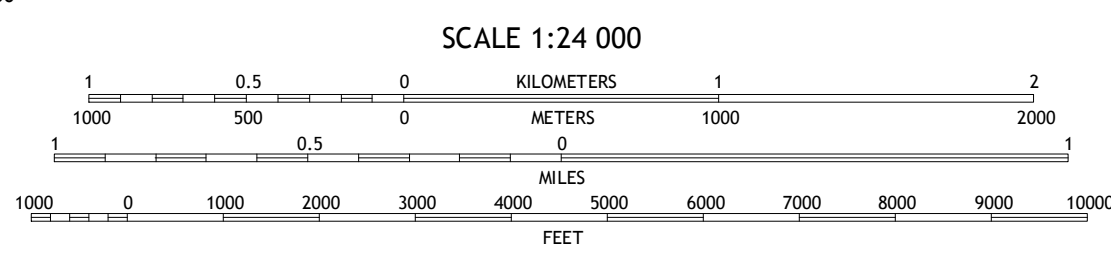 SCALE 1:24 000
1 0.5 0 KILOMETERS 1 2
1000 500 0 METERS 1000 2000
1 0.5 0 1
MILES
1000 0 1000 2000 3000 4000 5000 6000 7000 8000 9000 10000
FEET